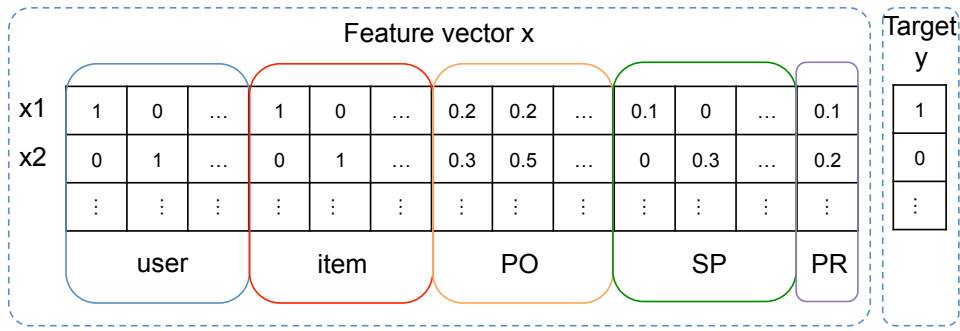 Feature vector x
Target
y
x1 1 0 … 1 0 … 0.2 0.2 … 0.1 0 … 0.1 1
x2 0 1 … 0 1 … 0.3 0.5 … 0 0.3 … 0.2 0
⋮ ⋮ ⋮ ⋮ ⋮ ⋮ ⋮ ⋮ ⋮ ⋮ ⋮ ⋮ ⋮ ⋮
user item PO SP PR